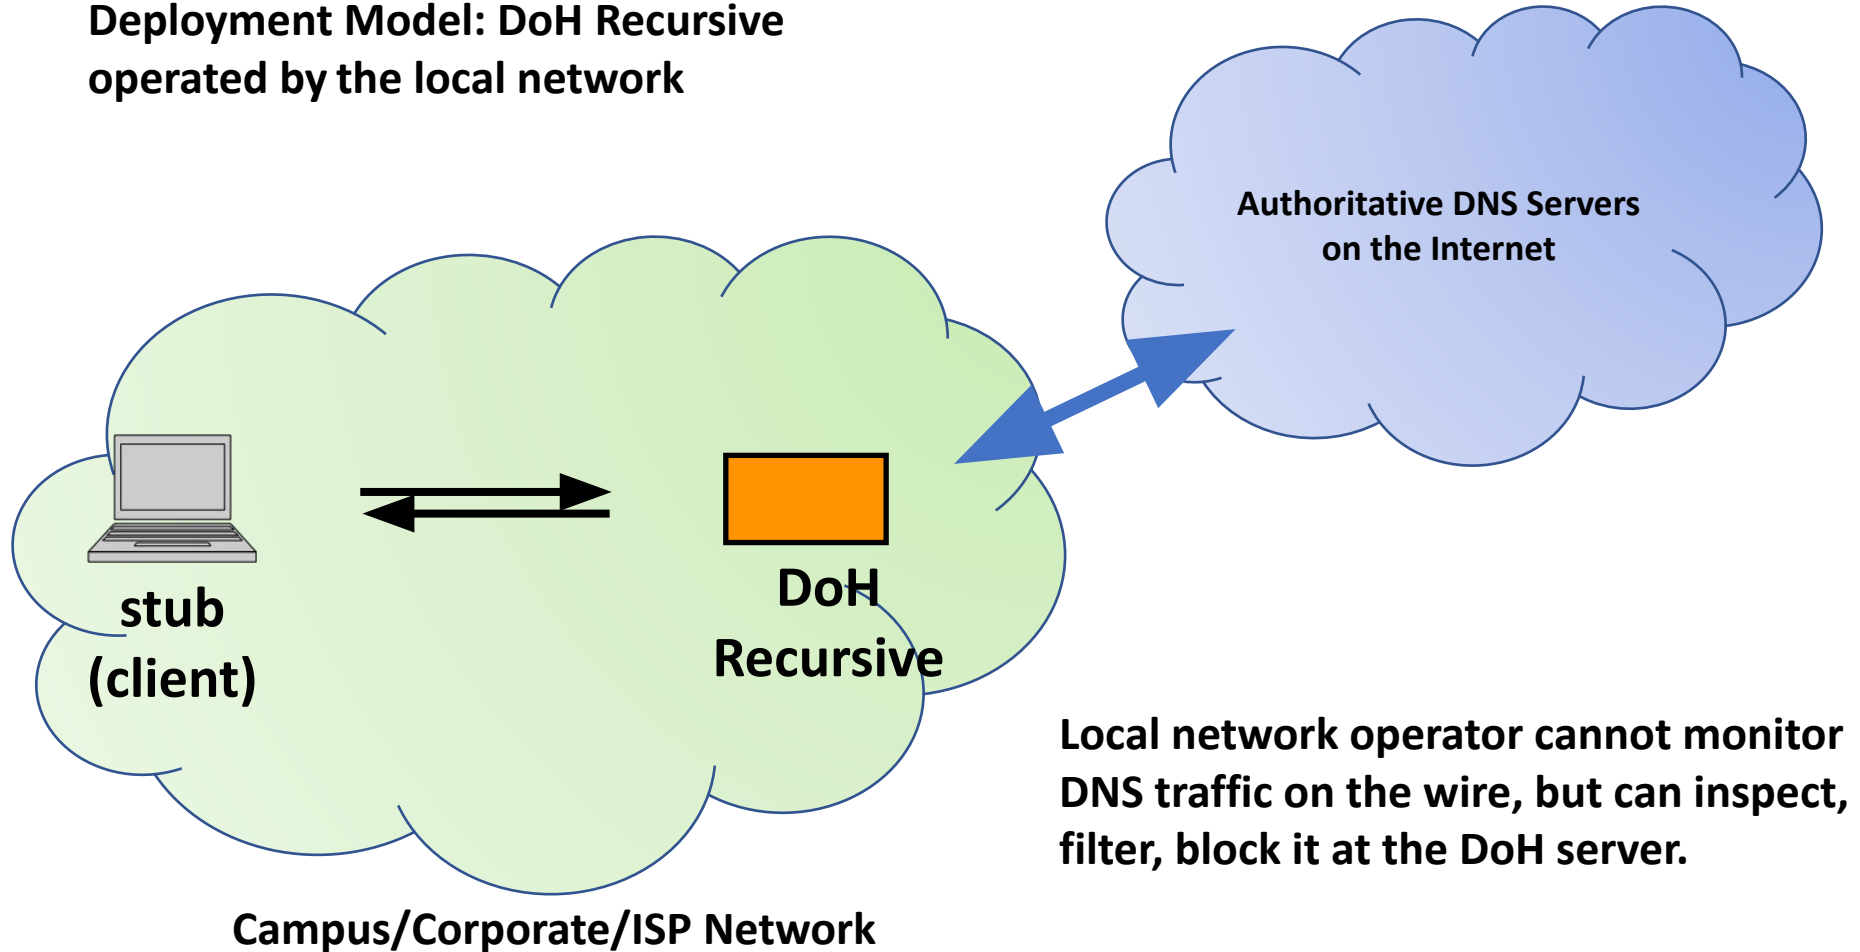 Deployment Model: DoH Recursive
operated by the local network
Authoritative DNS Servers
on the Internet
stub
(client)
DoH
Recursive
Local network operator cannot monitor
DNS traffic on the wire, but can inspect,
filter, block it at the DoH server.
Campus/Corporate/ISP Network